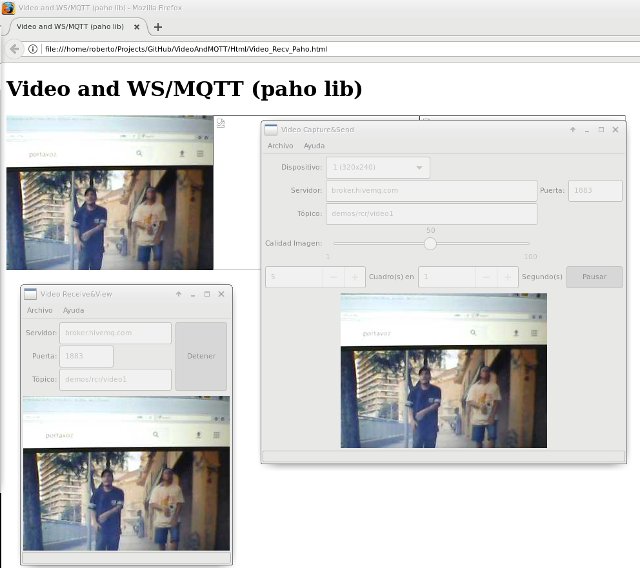 Video and WS/MQTT (paho lib) - Mozilla Firefox
Video and WS/MQTT (paho lib)
file:///home/roberto/Projects/GitHub/VideoAndMQTT/Html/Video_Recv_Paho.html
Video and WS/MQTT (paho lib)
portavoz
Video Capture&Send
Archivo Ayuda
Dispositivo: 1 (320x240)
Servidor: broker.hivemq.com Puerta: 1883
Tópico: demos/rcr/video1
50
Calidad Imagen:
1 100
5 Cuadro(s) en 1 Segundo(s) Pausar
portavoz
Video Receive&View
Archivo Ayuda
Servidor: broker.hivemq.com
Puerta: 1883 Detener
Tópico: demos/rcr/video1
portavoz